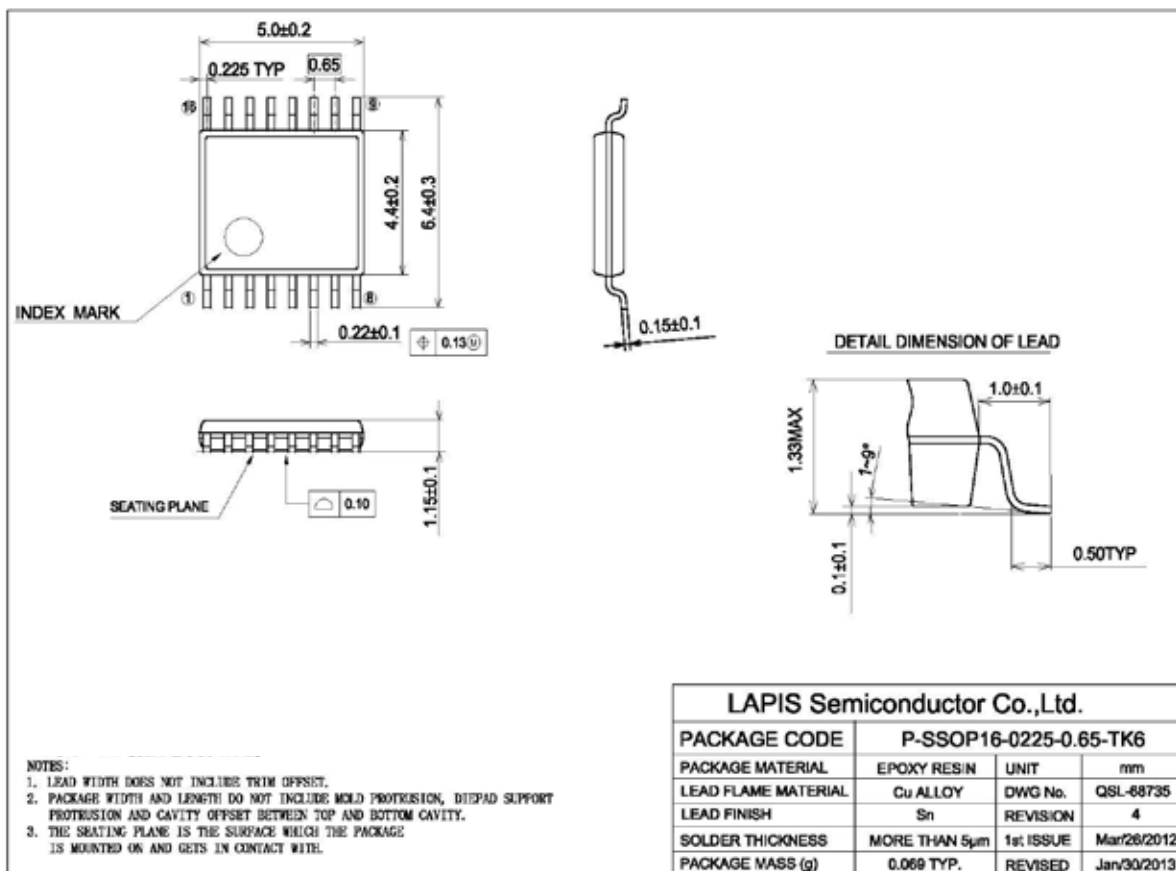 5.0±0.2
0.225 TYP
0.65
16
9
4.4±0.2
6.4±0.3
INDEX MARK
1
8
0.22±0.1
0.13Ⓜ
0.15±0.1
DETAIL DIMENSION OF LEAD
1.0±0.1
1.33MAX
1~9°
0.1±0.1
0.50TYP
SEATING PLANE
0.10
1.15±0.1
NOTES:
1. LEAD WIDTH DOES NOT INCLUDE TRIM OFFSET.
2. PACKAGE WIDTH AND LENGTH DO NOT INCLUDE MOLD PROTRUSION, DIEPAD SUPPORT
PROTRUSION AND CAVITY OFFSET BETWEEN TOP AND BOTTOM CAVITY.
3. THE SEATING PLANE IS THE SURFACE WHICH THE PACKAGE
IS MOUNTED ON AND GETS IN CONTACT WITH.
LAPIS Semiconductor Co.,Ltd.
PACKAGE CODE P-SSOP16-0225-0.65-TK6
PACKAGE MATERIAL EPOXY RESIN UNIT mm
LEAD FLAME MATERIAL Cu ALLOY DWG No. QSL-68735
LEAD FINISH Sn REVISION 4
SOLDER THICKNESS MORE THAN 5μm 1st ISSUE Mar/26/2012
PACKAGE MASS (g) 0.069 TYP. REVISED Jan/30/2013